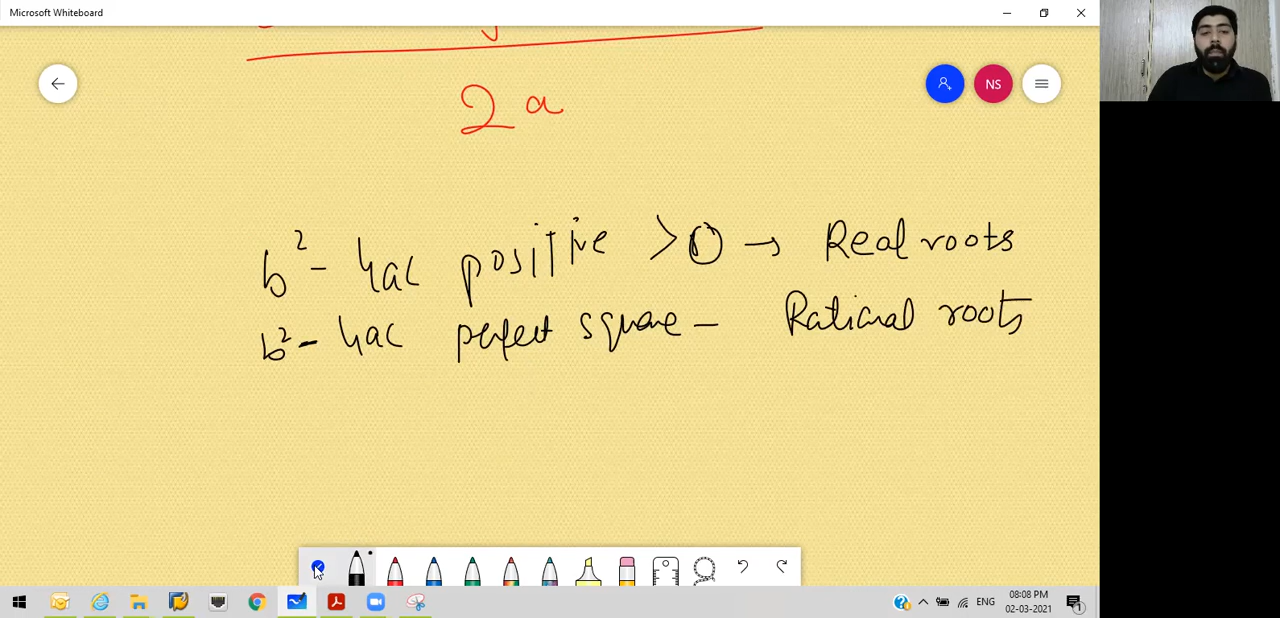 Microsoft Whiteboard
NS
2a
b² - 4ac positive > 0 → Real roots
b² - 4ac perfect square - Rational roots
ENG
08:08 PM
02-03-2021
1